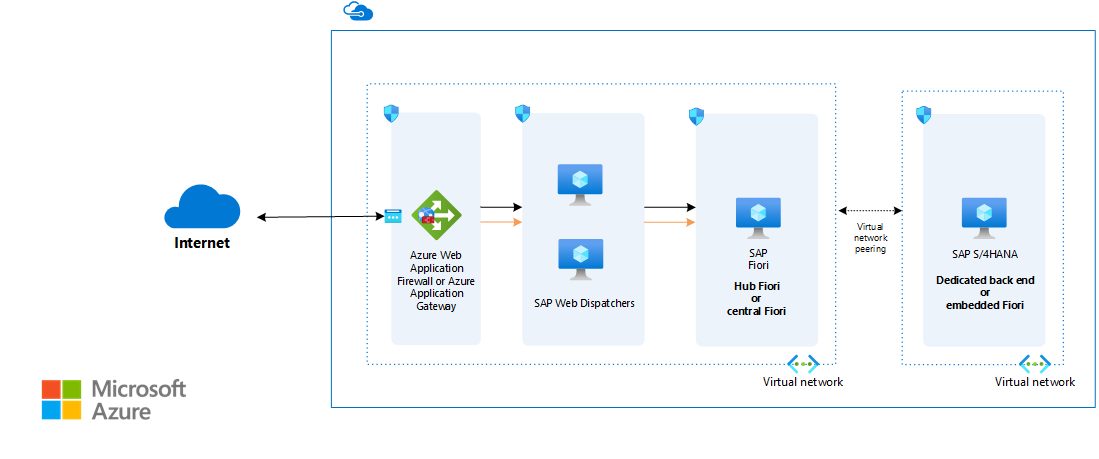 Internet
Azure Web
Application
Firewall or Azure
Application
Gateway
SAP Web Dispatchers
SAP
Fiori
Hub Fiori
or
central Fiori
Virtual
network
peering
SAP S/4HANA
Dedicated back end
or
embedded Fiori
Virtual network
Virtual network
Microsoft
Azure